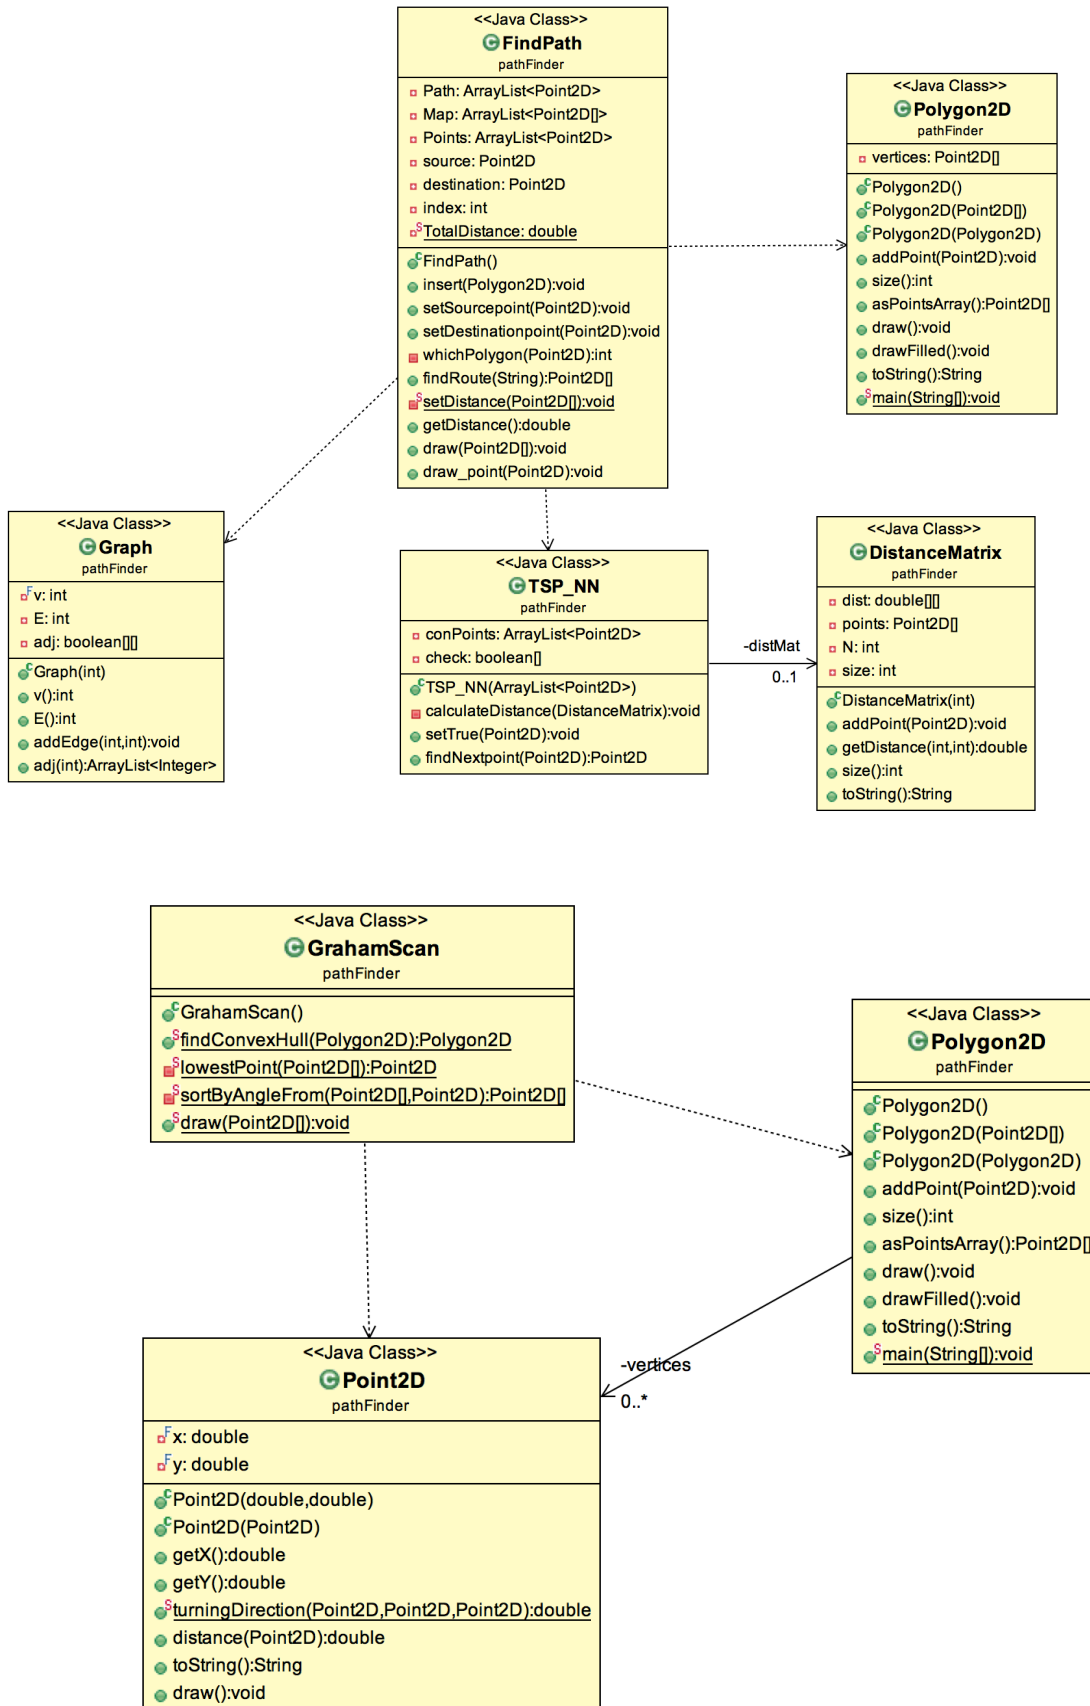 <<Java Class>>
FindPath
pathFinder
Path: ArrayList<Point2D>
Map: ArrayList<Point2D[]>
Points: ArrayList<Point2D>
source: Point2D
destination: Point2D
index: int
TotalDistance: double
FindPath()
insert(Polygon2D):void
setSourcepoint(Point2D):void
setDestinationpoint(Point2D):void
whichPolygon(Point2D):int
findRoute(String):Point2D[]
setDistance(Point2D[]):void
getDistance():double
draw(Point2D[]):void
draw_point(Point2D):void
<<Java Class>>
Polygon2D
pathFinder
vertices: Point2D[]
Polygon2D()
Polygon2D(Point2D[])
Polygon2D(Polygon2D)
addPoint(Point2D):void
size():int
asPointsArray():Point2D[]
draw():void
drawFilled():void
toString():String
main(String[]):void
<<Java Class>>
Graph
pathFinder
v: int
E: int
adj: boolean[][]
Graph(int)
v():int
E():int
addEdge(int,int):void
adj(int):ArrayList<Integer>
<<Java Class>>
TSP_NN
pathFinder
conPoints: ArrayList<Point2D>
check: boolean[]
TSP_NN(ArrayList<Point2D>)
calculateDistance(DistanceMatrix):void
setTrue(Point2D):void
findNextpoint(Point2D):Point2D
-distMat
0..1
<<Java Class>>
DistanceMatrix
pathFinder
dist: double[][]
points: Point2D[]
N: int
size: int
DistanceMatrix(int)
addPoint(Point2D):void
getDistance(int,int):double
size():int
toString():String
<<Java Class>>
GrahamScan
pathFinder
GrahamScan()
findConvexHull(Polygon2D):Polygon2D
lowestPoint(Point2D[]):Point2D
sortByAngleFrom(Point2D[],Point2D):Point2D[]
draw(Point2D[]):void
<<Java Class>>
Polygon2D
pathFinder
Polygon2D()
Polygon2D(Point2D[])
Polygon2D(Polygon2D)
addPoint(Point2D):void
size():int
asPointsArray():Point2D[]
draw():void
drawFilled():void
toString():String
main(String[]):void
-vertices
0..*
<<Java Class>>
Point2D
pathFinder
x: double
y: double
Point2D(double,double)
Point2D(Point2D)
getX():double
getY():double
turningDirection(Point2D,Point2D,Point2D):double
distance(Point2D):double
toString():String
draw():void